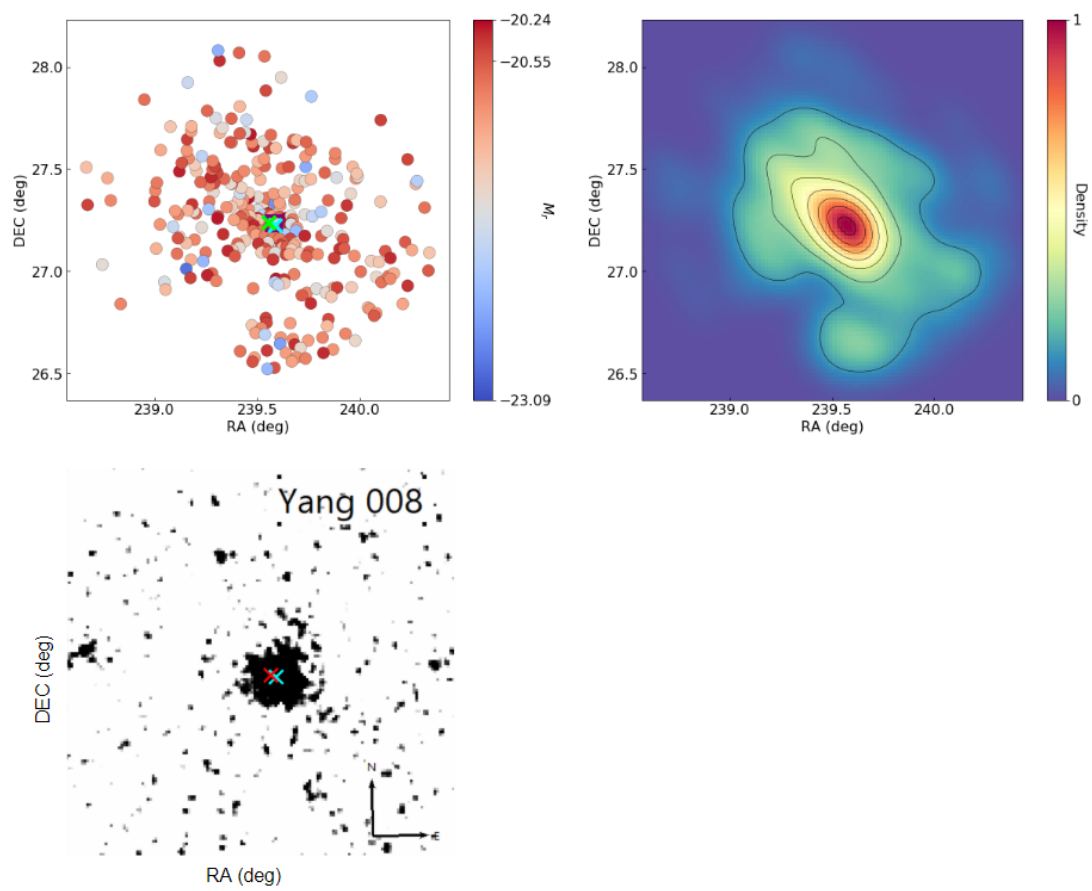 28.0
27.5
27.0
26.5
DEC (deg)
239.0 239.5 240.0
RA (deg)
−20.24
−20.55
−23.09
Mr
28.0
27.5
27.0
26.5
DEC (deg)
239.0 239.5 240.0
RA (deg)
1
0
Density
Yang 008
DEC (deg)
N
E
RA (deg)